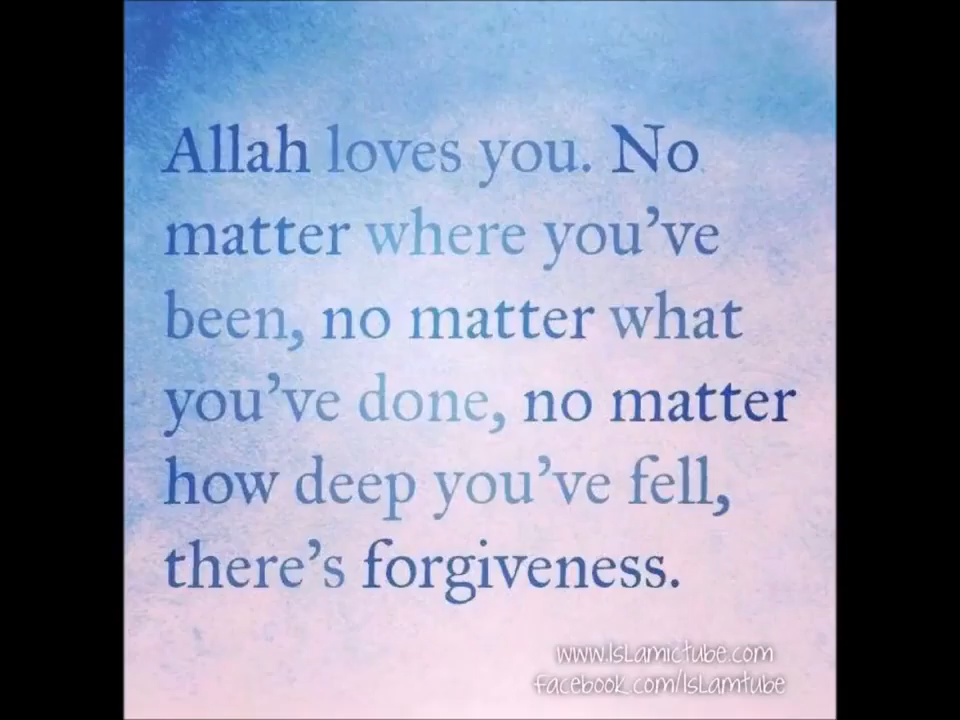 Allah loves you. No
matter where you've
been, no matter what
you've done, no matter
how deep you've fell,
there's forgiveness.
www.IsLamictube.com
facebook.com/IsLamtube